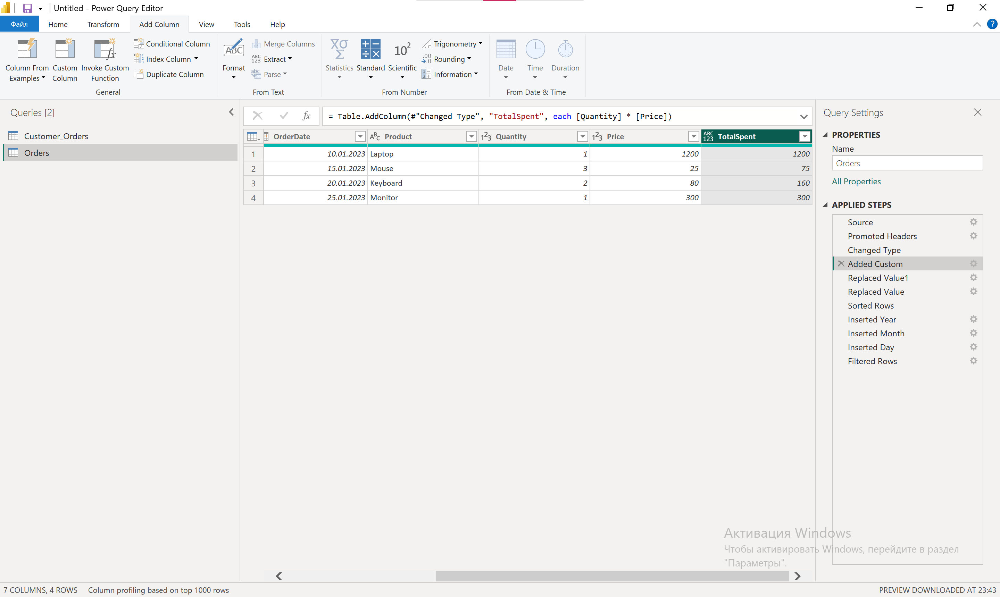 Untitled - Power Query Editor
Файл Home Transform Add Column View Tools Help ?
Column From Examples
Custom Column
Invoke Custom Function
Conditional Column
Index Column
Duplicate Column
General
Format
Merge Columns
Extract
Parse
From Text
Statistics
Standard
Scientific
Trigonometry
Rounding
Information
From Number
Date
Time
Duration
From Date & Time
Queries [2]
Customer_Orders
Orders
fx = Table.AddColumn(#"Changed Type", "TotalSpent", each [Quantity] * [Price])
OrderDate ABC Product 123 Quantity 123 Price ABC 123 TotalSpent
1 10.01.2023 Laptop 1 1200 1200
2 15.01.2023 Mouse 3 25 75
3 20.01.2023 Keyboard 2 80 160
4 25.01.2023 Monitor 1 300 300
Query Settings
PROPERTIES
Name
Orders
All Properties
APPLIED STEPS
Source
Promoted Headers
Changed Type
Added Custom
Replaced Value1
Replaced Value
Sorted Rows
Inserted Year
Inserted Month
Inserted Day
Filtered Rows
Активация Windows
Чтобы активировать Windows, перейдите в раздел
"Параметры".
7 COLUMNS, 4 ROWS Column profiling based on top 1000 rows
PREVIEW DOWNLOADED AT 23:43